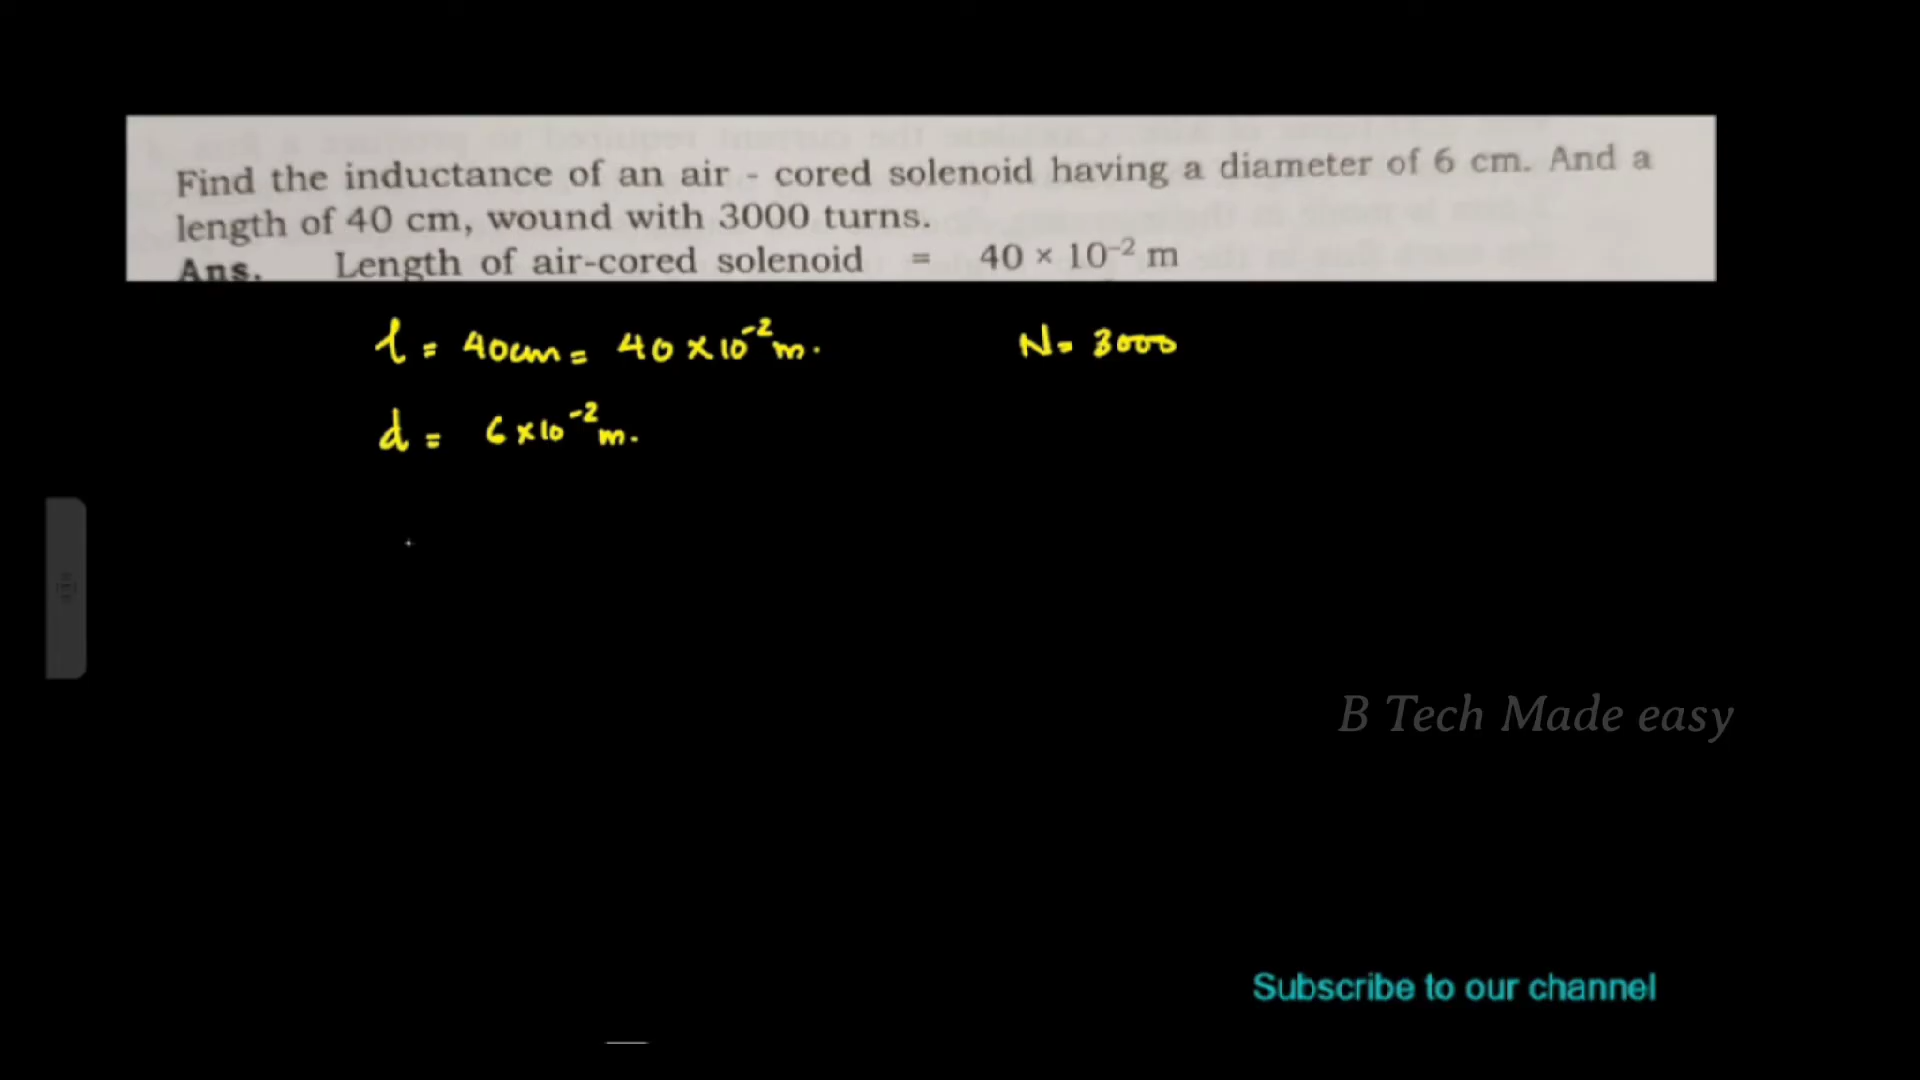 Find the inductance of an air - cored solenoid having a diameter of 6 cm. And a
length of 40 cm, wound with 3000 turns.
Ans. Length of air-cored solenoid = 40 × 10⁻² m
l = 40cm = 40 × 10⁻² m. N = 3000
d = 6 × 10⁻² m.
B Tech Made easy
Subscribe to our channel